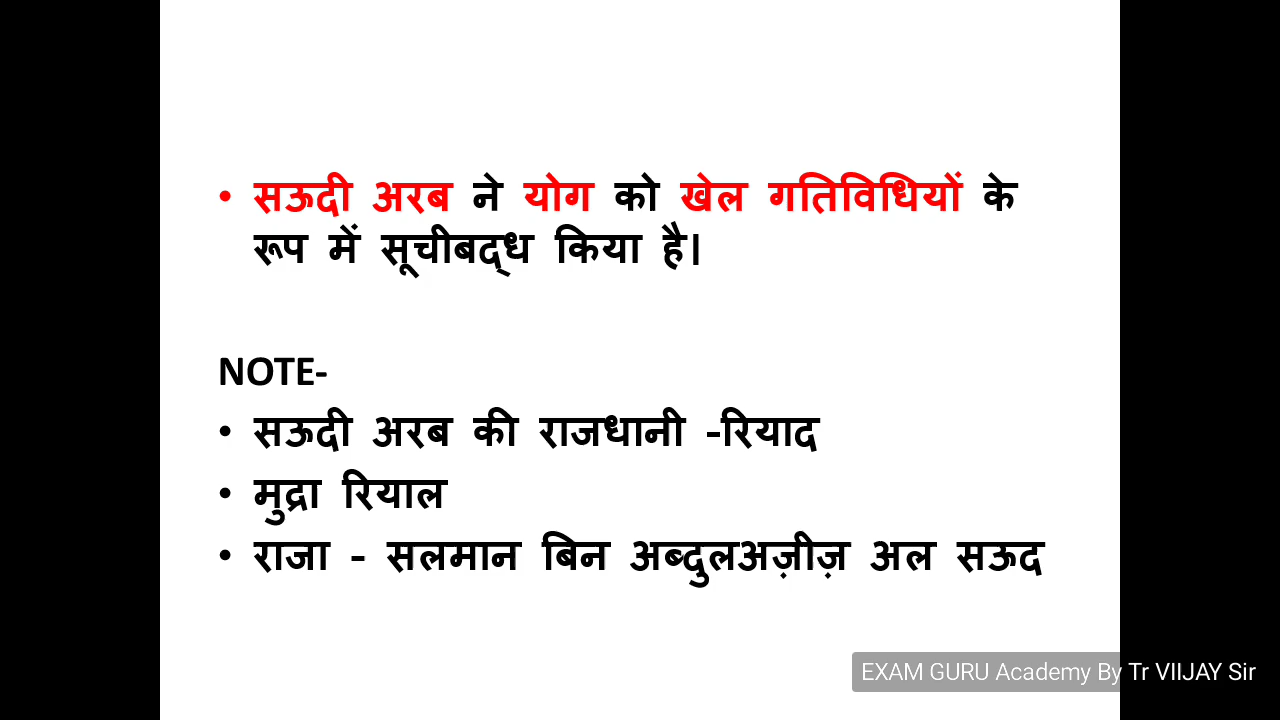 • सऊदी अरब ने योग को खेल गतिविधियों के
रूप में सूचीबद्ध किया है।
NOTE-
• सऊदी अरब की राजधानी -रियाद
• मुद्रा रियाल
• राजा - सलमान बिन अब्दुलअज़ीज़ अल सऊद
EXAM GURU Academy By Tr VIIJAY Sir